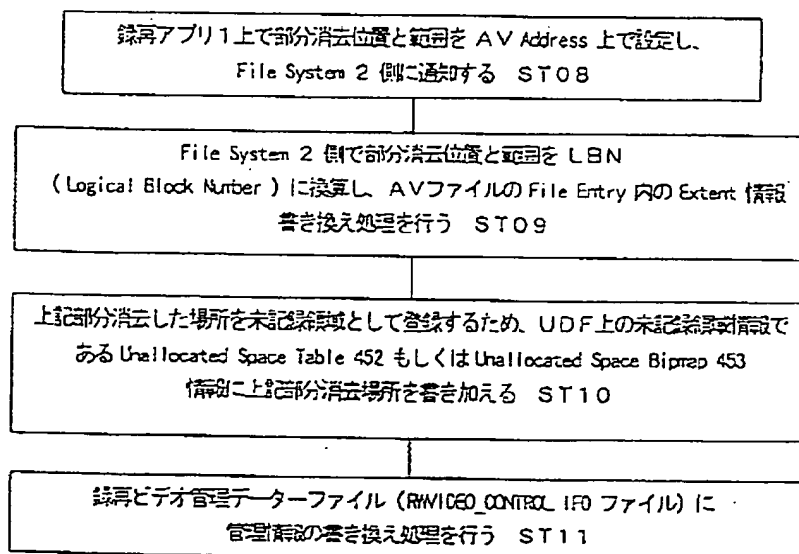 録再アプリ1上で部分消去位置と範囲を AV Address 上で設定し、
File System 2 側に通知する ST08
File System 2 側で部分消去位置と範囲を LBN
( Logical Block Number ) に換算し、AVファイルの File Entry 内の Extent 情報
書き換え処理を行う ST09
上記部分消去した場所を未記録領域として登録するため、UDF上の未記録領域情報で
ある Unallocated Space Table 452 もしくは Unallocated Space Bipmap 453
情報に上記部分消去場所を書き加える ST10
録再ビデオ管理データーファイル (RWVIDEO_CONTROL IFO ファイル) に
管理情報の書き換え処理を行う ST11